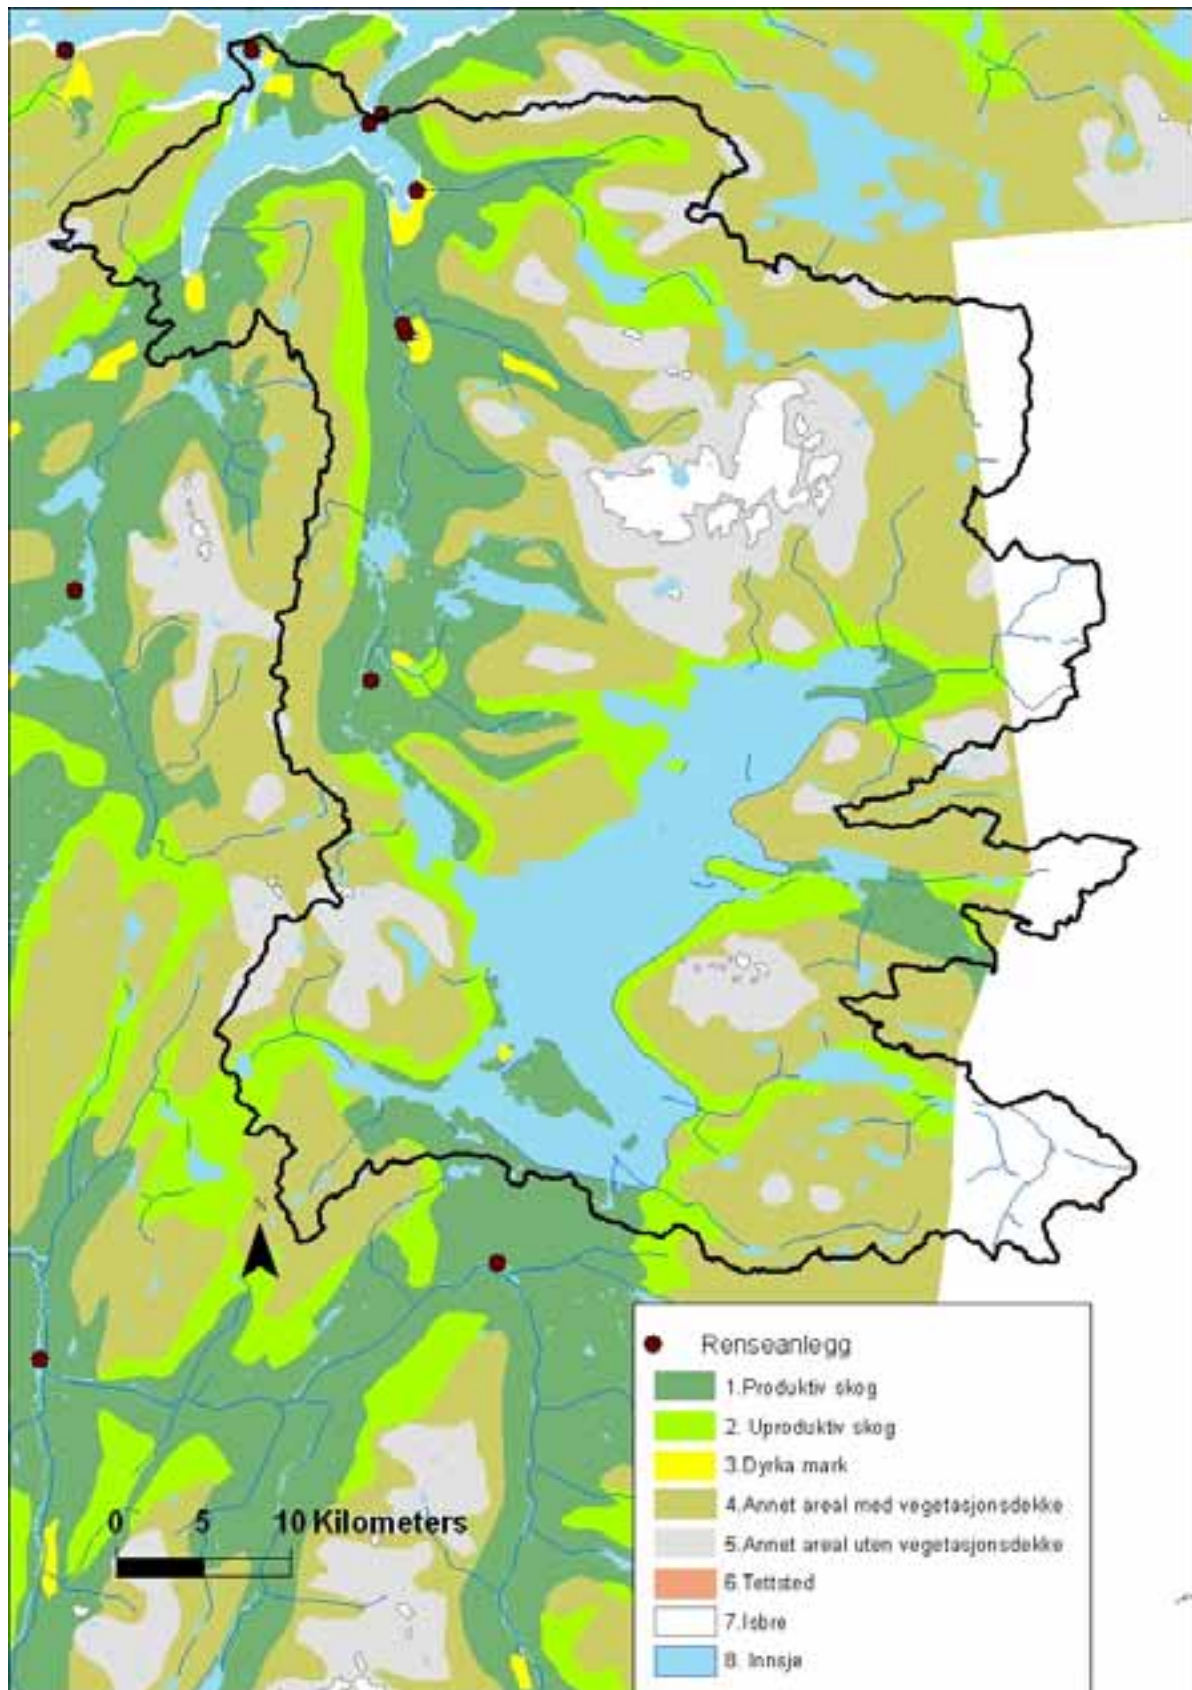 Renseanlegg
1.Produktiv skog
2. Uproduktiv skog
3.Dyrka mark
4.Annet areal med vegetasjonsdekke
0 5 10 Kilometers
5.Annet areal uten vegetasjonsdekke
6.Tettsted
7.Isbre
8. Innsjø